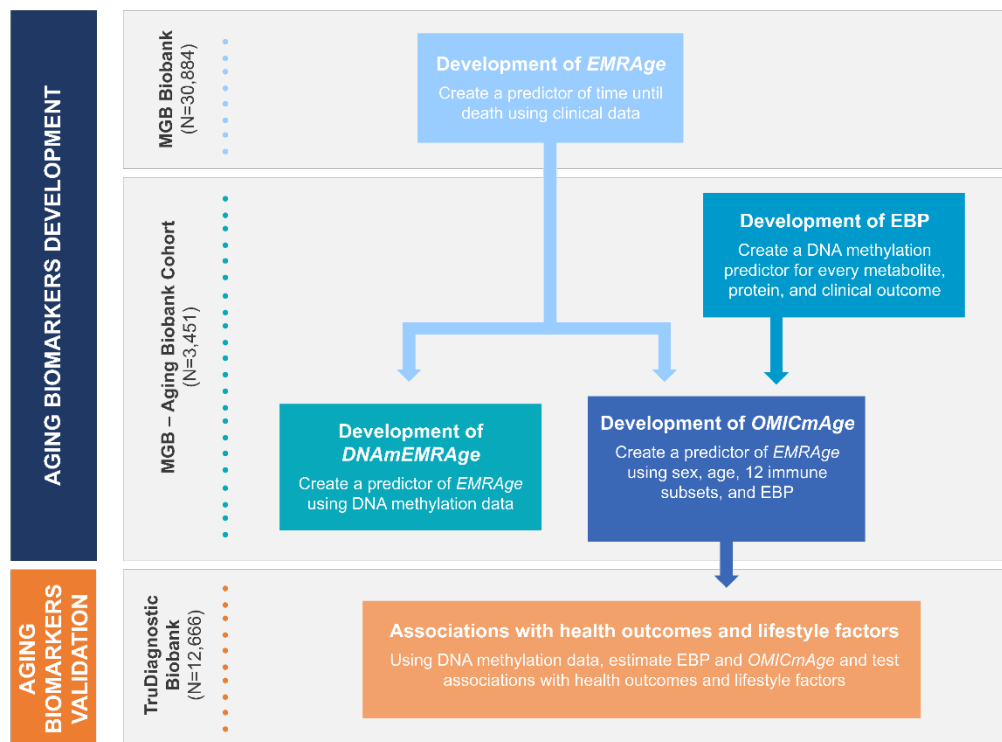 AGING BIOMARKERS DEVELOPMENT
MGB Biobank
(N=30,884)
Development of EMRAge
Create a predictor of time until
death using clinical data
MGB – Aging Biobank Cohort
(N=3,451)
Development of EBP
Create a DNA methylation
predictor for every metabolite,
protein, and clinical outcome
Development of
DNAmEMRAge
Create a predictor of EMRAge
using DNA methylation data
Development of OMICmAge
Create a predictor of EMRAge
using sex, age, 12 immune
subsets, and EBP
AGING
BIOMARKERS
VALIDATION
TruDiagnostic
Biobank
(N=12,666)
Associations with health outcomes and lifestyle factors
Using DNA methylation data, estimate EBP and OMICmAge and test
associations with health outcomes and lifestyle factors